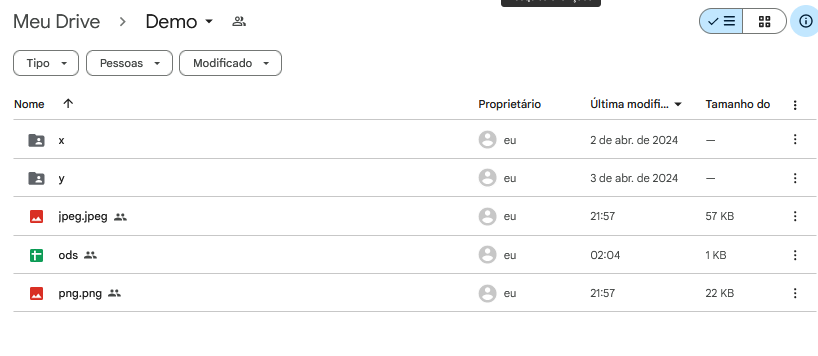 Meu Drive > Demo
Tipo Pessoas Modificado
Nome Proprietário Última modifi... Tamanho do
x eu 2 de abr. de 2024 —
y eu 3 de abr. de 2024 —
jpeg.jpeg eu 21:57 57 KB
ods eu 02:04 1 KB
png.png eu 21:57 22 KB